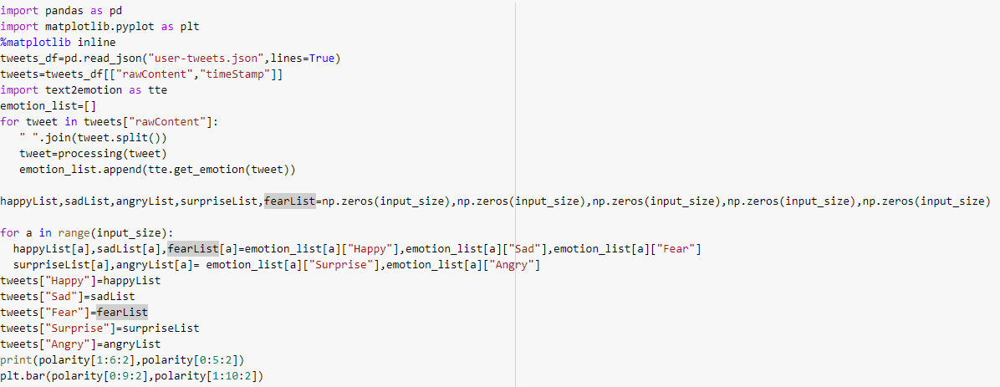 import pandas as pd
import matplotlib.pyplot as plt
%matplotlib inline
tweets_df=pd.read_json("user-tweets.json",lines=True)
tweets=tweets_df[["rawContent","timeStamp"]]
import text2emotion as tte
emotion_list=[]
for tweet in tweets["rawContent"]:
   " ".join(tweet.split())
   tweet=processing(tweet)
   emotion_list.append(tte.get_emotion(tweet))

happyList,sadList,angryList,surpriseList,fearList=np.zeros(input_size),np.zeros(input_size),np.zeros(input_size),np.zeros(input_size),np.zeros(input_size)

for a in range(input_size):
  happyList[a],sadList[a],fearList[a]=emotion_list[a]["Happy"],emotion_list[a]["Sad"],emotion_list[a]["Fear"]
  surpriseList[a],angryList[a]= emotion_list[a]["Surprise"],emotion_list[a]["Angry"]
tweets["Happy"]=happyList
tweets["Sad"]=sadList
tweets["Fear"]=fearList
tweets["Surprise"]=surpriseList
tweets["Angry"]=angryList
print(polarity[1:6:2],polarity[0:5:2])
plt.bar(polarity[0:9:2],polarity[1:10:2])